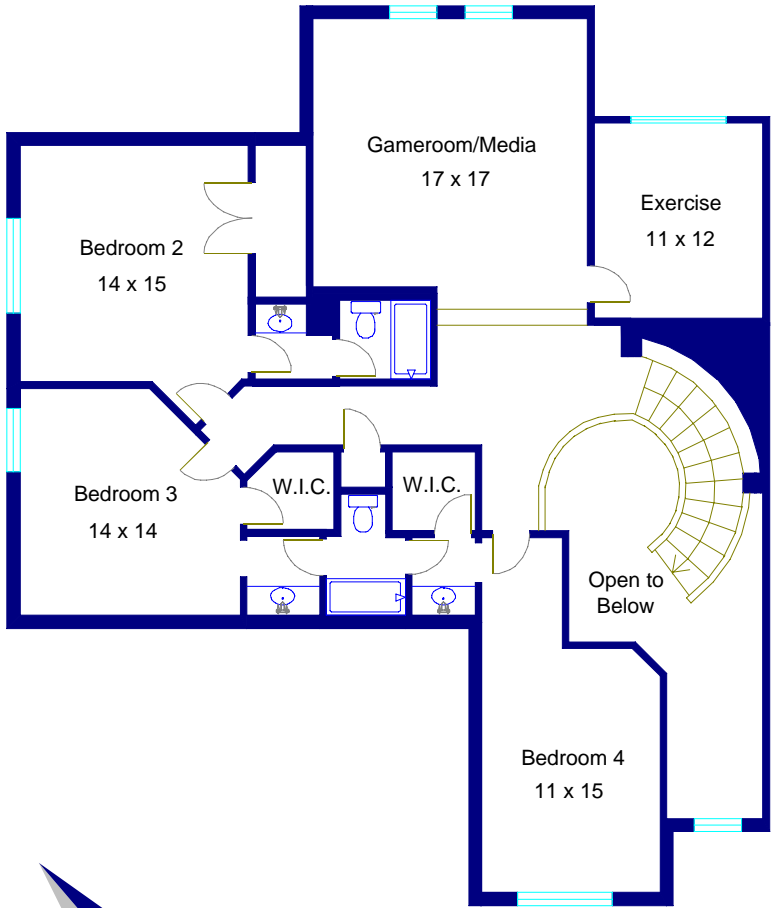 Gameroom/Media
17 x 17
Exercise
11 x 12
Bedroom 2
14 x 15
Bedroom 3
14 x 14
W.I.C.
W.I.C.
Open to
Below
Bedroom 4
11 x 15